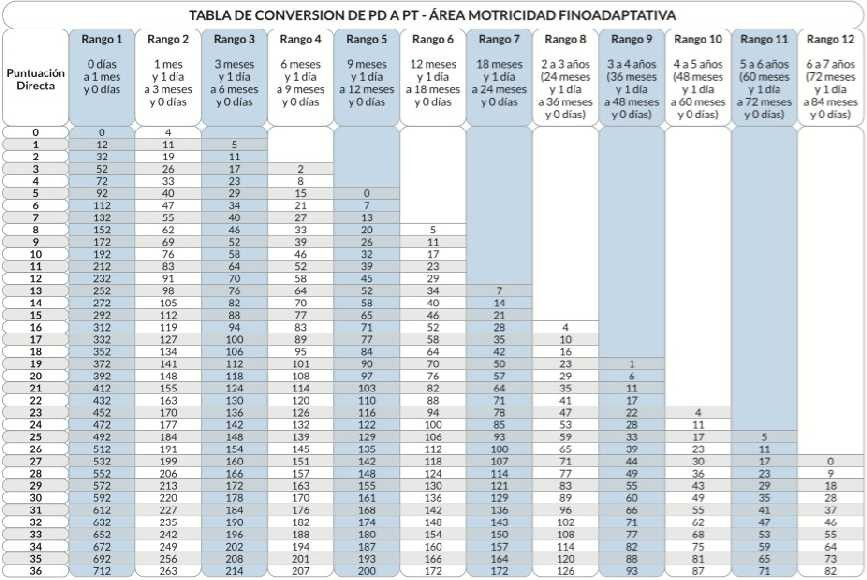 TABLA DE CONVERSION DE PD A PT - ÁREA MOTRICIDAD FINOADAPTATIVA
Puntuación Directa | Rango 1 | Rango 2 | Rango 3 | Rango 4 | Rango 5 | Rango 6 | Rango 7 | Rango 8 | Rango 9 | Rango 10 | Rango 11 | Rango 12
0 días | 1 mes | 3 meses | 6 meses | 9 meses | 12 meses | 18 meses | 2 a 3 años | 3 a 4 años | 4 a 5 años | 5 a 6 años | 6 a 7 años
a 1 mes | y 1 día | y 1 día | y 1 día | y 1 día | y 1 día | y 1 día | (24 meses | (36 meses | (48 meses | (60 meses | (72 meses
y 0 días | a 3 meses | a 6 meses | a 9 meses | a 12 meses | a 18 meses | a 24 meses | y 1 día | y 1 día | y 1 día | y 1 día | y 1 día
y 0 días | y 0 días | y 0 días | y 0 días | y 0 días | y 0 días | a 36 meses | a 48 meses | a 60 meses | a 72 meses | a 84 meses
y 0 días) | y 0 días) | y 0 días) | y 0 días) | y 0 días)
0 0 4
1 12 11 5
2 32 19 11
3 52 26 17 2
4 72 33 23 8
5 92 40 29 15 0
6 112 47 34 21 7
7 132 55 40 27 13
8 152 62 46 33 20 5
9 172 69 52 39 26 11
10 192 76 58 46 32 17
11 212 83 64 52 39 23
12 232 91 70 58 45 29
13 252 98 76 64 52 34 7
14 272 105 82 70 58 40 14
15 292 112 88 77 65 46 21
16 312 119 94 83 71 52 28 4
17 332 127 100 89 77 58 35 10
18 352 134 106 95 84 64 42 16
19 372 141 112 101 90 70 50 23 1
20 392 148 118 108 97 76 57 29 6
21 412 155 124 114 103 82 64 35 11
22 432 163 130 120 110 88 71 41 17
23 452 170 136 126 116 94 78 47 22 4
24 472 177 142 132 122 100 85 53 28 11
25 492 184 148 139 129 106 93 59 33 17 5
26 512 191 154 145 135 112 100 65 39 23 11
27 532 199 160 151 142 118 107 71 44 30 17 0
28 552 206 166 157 148 124 114 77 49 36 23 9
29 572 213 172 163 155 130 121 83 55 43 29 18
30 592 220 178 170 161 136 129 89 60 49 35 28
31 612 227 184 176 168 142 136 96 66 55 41 37
32 632 235 190 182 174 148 143 102 71 62 47 46
33 652 242 196 188 180 154 150 108 77 68 53 55
34 672 249 202 194 187 160 157 114 82 75 59 64
35 692 256 208 201 193 166 164 120 88 81 65 73
36 712 263 214 207 200 172 172 126 93 87 71 82